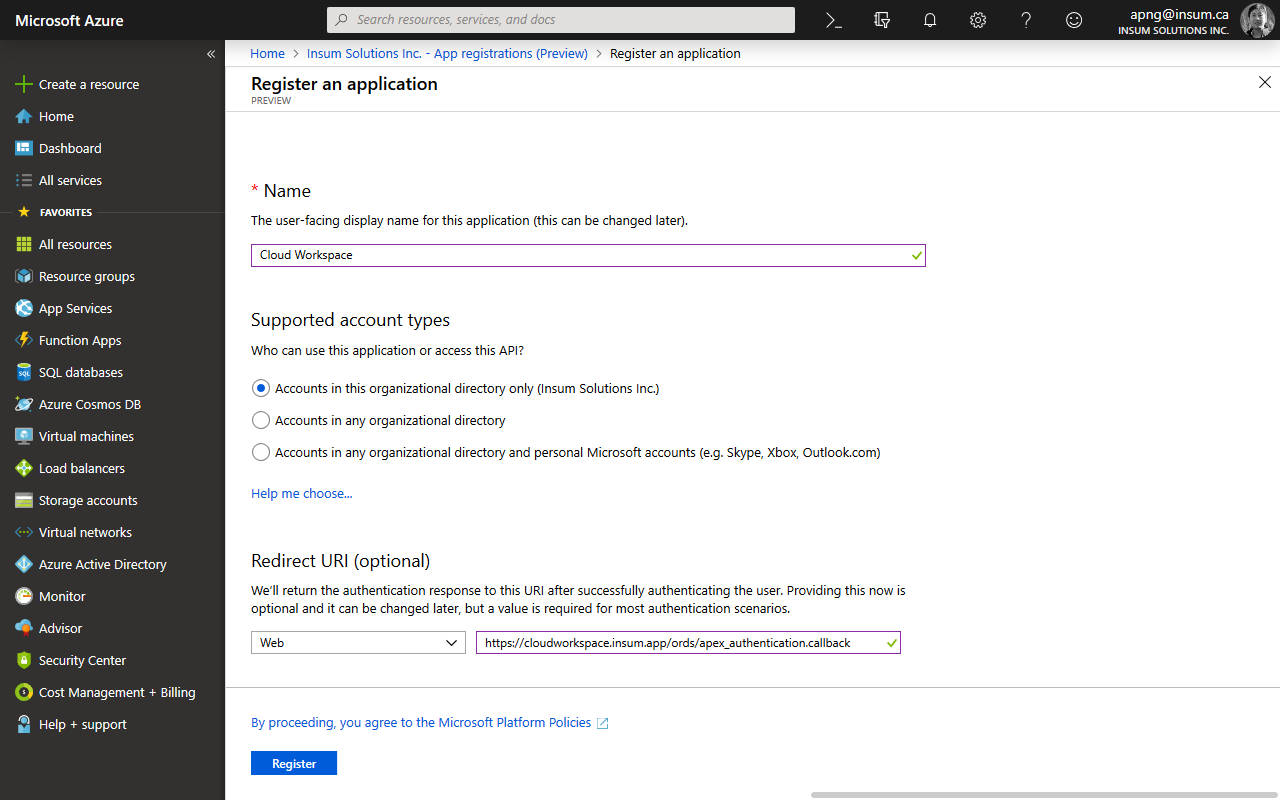 Microsoft Azure
Search resources, services, and docs
apng@insum.ca
INSUM SOLUTIONS INC.
Create a resource
Home
Dashboard
All services
FAVORITES
All resources
Resource groups
App Services
Function Apps
SQL databases
Azure Cosmos DB
Virtual machines
Load balancers
Storage accounts
Virtual networks
Azure Active Directory
Monitor
Advisor
Security Center
Cost Management + Billing
Help + support
Home > Insum Solutions Inc. - App registrations (Preview) > Register an application
Register an application
PREVIEW
* Name
The user-facing display name for this application (this can be changed later).
Cloud Workspace
Supported account types
Who can use this application or access this API?
Accounts in this organizational directory only (Insum Solutions Inc.)
Accounts in any organizational directory
Accounts in any organizational directory and personal Microsoft accounts (e.g. Skype, Xbox, Outlook.com)
Help me choose...
Redirect URI (optional)
We'll return the authentication response to this URI after successfully authenticating the user. Providing this now is
optional and it can be changed later, but a value is required for most authentication scenarios.
Web
https://cloudworkspace.insum.app/ords/apex_authentication.callback
By proceeding, you agree to the Microsoft Platform Policies
Register